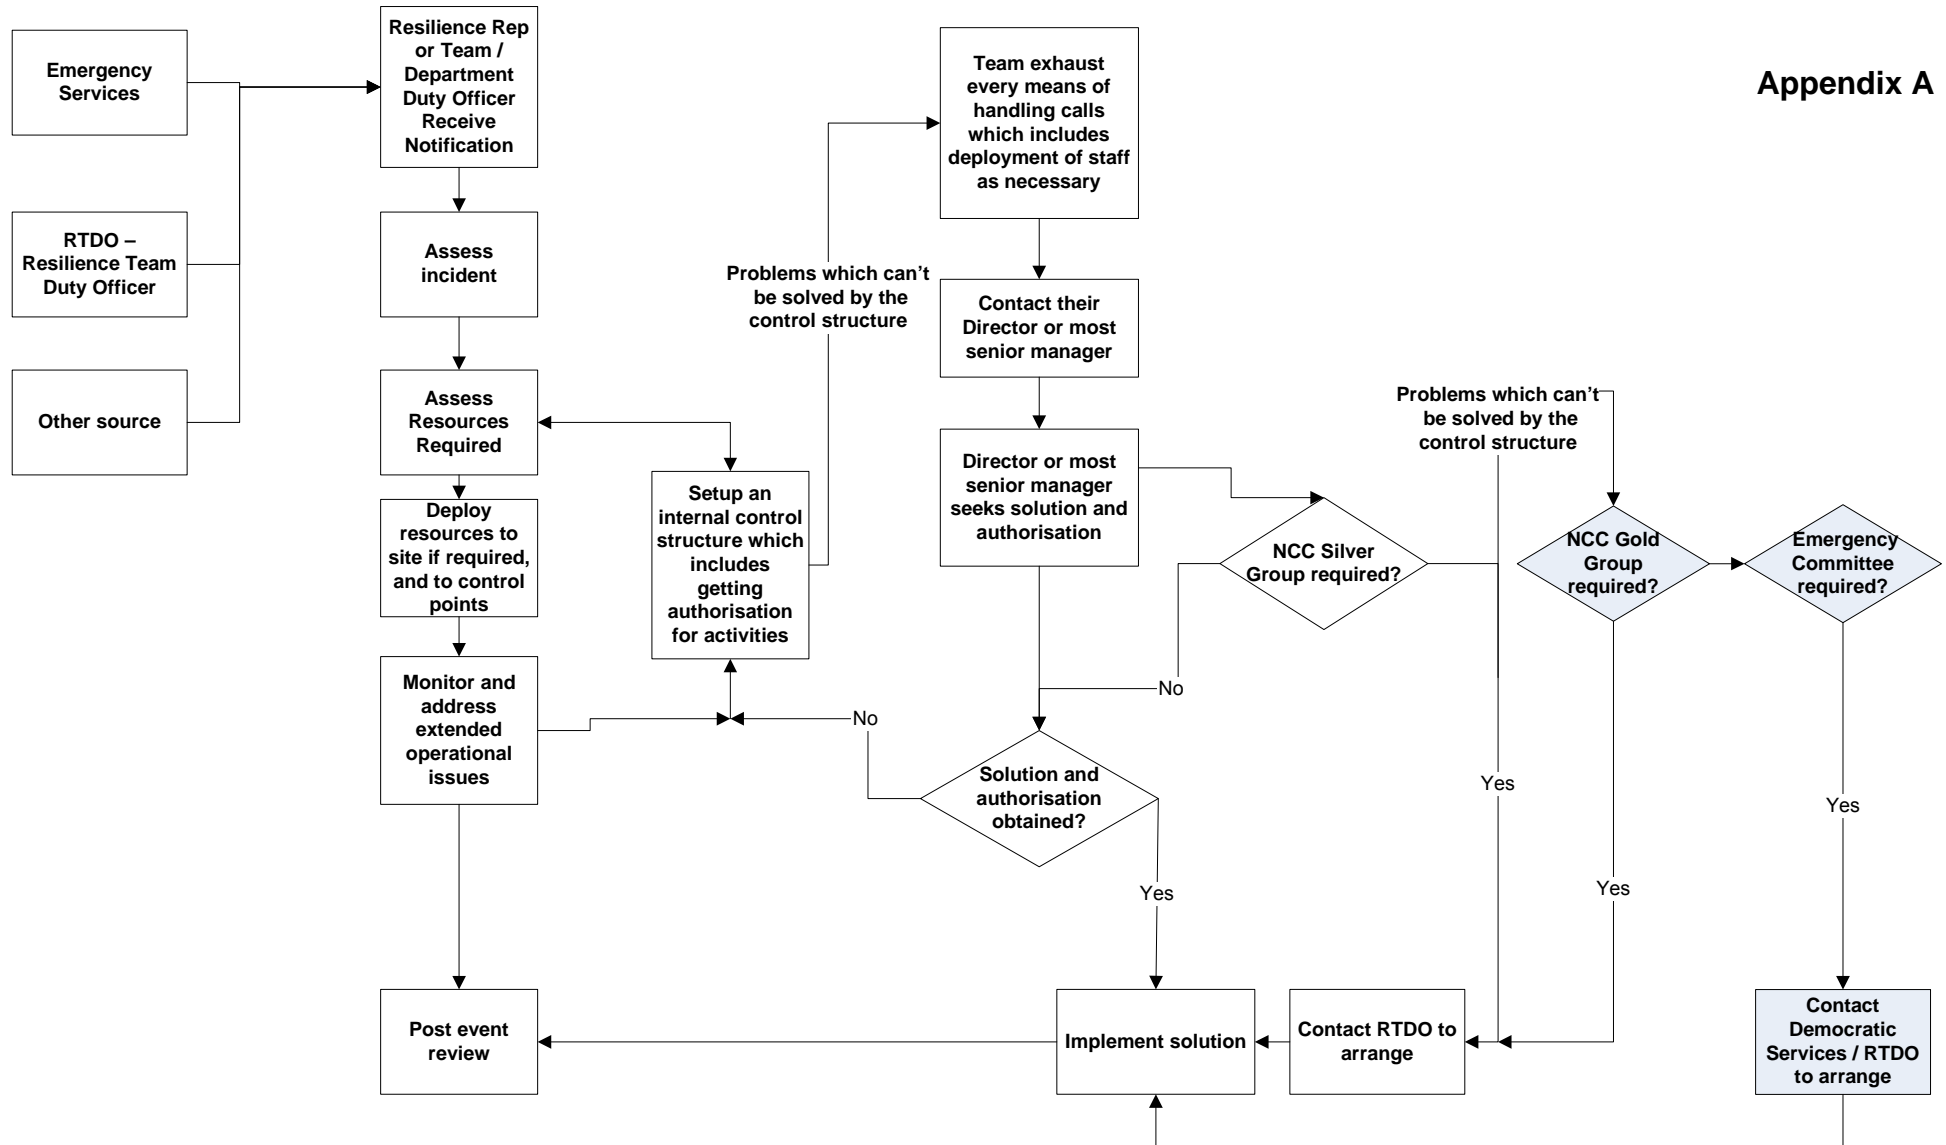 Appendix A
Emergency
Services
RTDO –
Resilience Team
Duty Officer
Other source
Resilience Rep
or Team /
Department
Duty Officer
Receive
Notification
Assess
incident
Assess
Resources
Required
Deploy
resources to
site if required,
and to control
points
Monitor and
address
extended
operational
issues
Post event
review
Setup an
internal control
structure which
includes
getting
authorisation
for activities
Problems which can’t
be solved by the
control structure
Team exhaust
every means of
handling calls
which includes
deployment of staff
as necessary
Contact their
Director or most
senior manager
Director or most
senior manager
seeks solution and
authorisation
NCC Silver
Group required?
No
No
Solution and
authorisation
obtained?
Yes
Implement solution
Contact RTDO to
arrange
Problems which can’t
be solved by the
control structure
Yes
NCC Gold
Group
required?
Yes
Emergency
Committee
required?
Yes
Contact
Democratic
Services / RTDO
to arrange